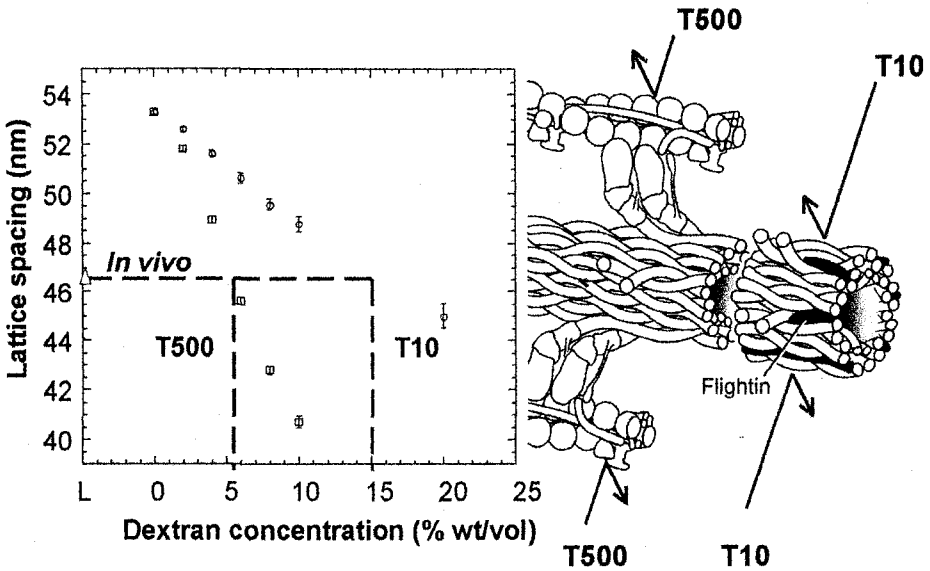 T500
T10
54
52
50
48
46
44
42
40
Lattice spacing (nm)
In vivo
T500
T10
L 0 5 10 15 20 25
Dextran concentration (% wt/vol)
Flightin
T500
T10